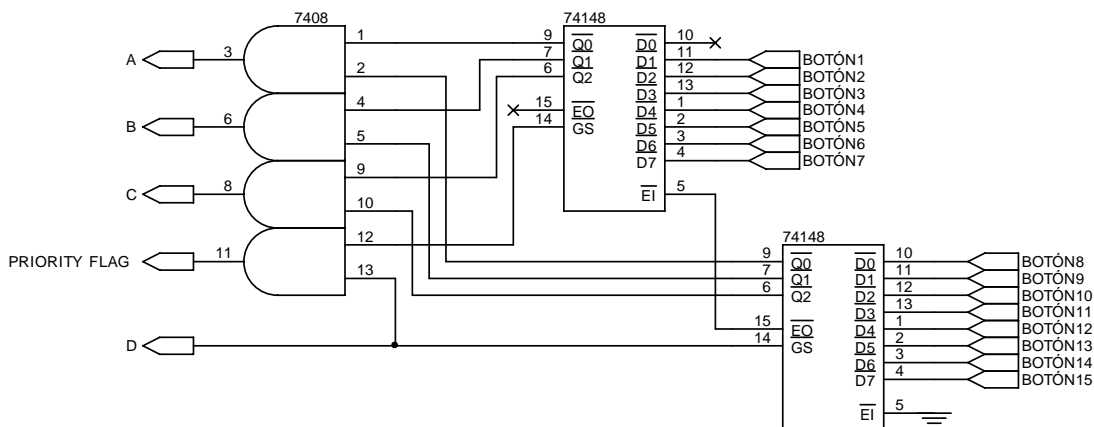 7408
74148
1
9
Q0
D0
10
A
3
7
Q1
D1
11
BOTÓN1
2
6
Q2
D2
12
BOTÓN2
D3
13
BOTÓN3
4
15
EO
D4
1
BOTÓN4
B
6
14
GS
D5
2
BOTÓN5
5
D6
3
BOTÓN6
D7
4
BOTÓN7
9
C
8
EI
5
10
12
74148
PRIORITY FLAG
11
9
Q0
D0
10
BOTÓN8
13
7
Q1
D1
11
BOTÓN9
6
Q2
D2
12
BOTÓN10
D3
13
BOTÓN11
15
EO
D4
1
BOTÓN12
D
14
GS
D5
2
BOTÓN13
D6
3
BOTÓN14
D7
4
BOTÓN15
EI
5